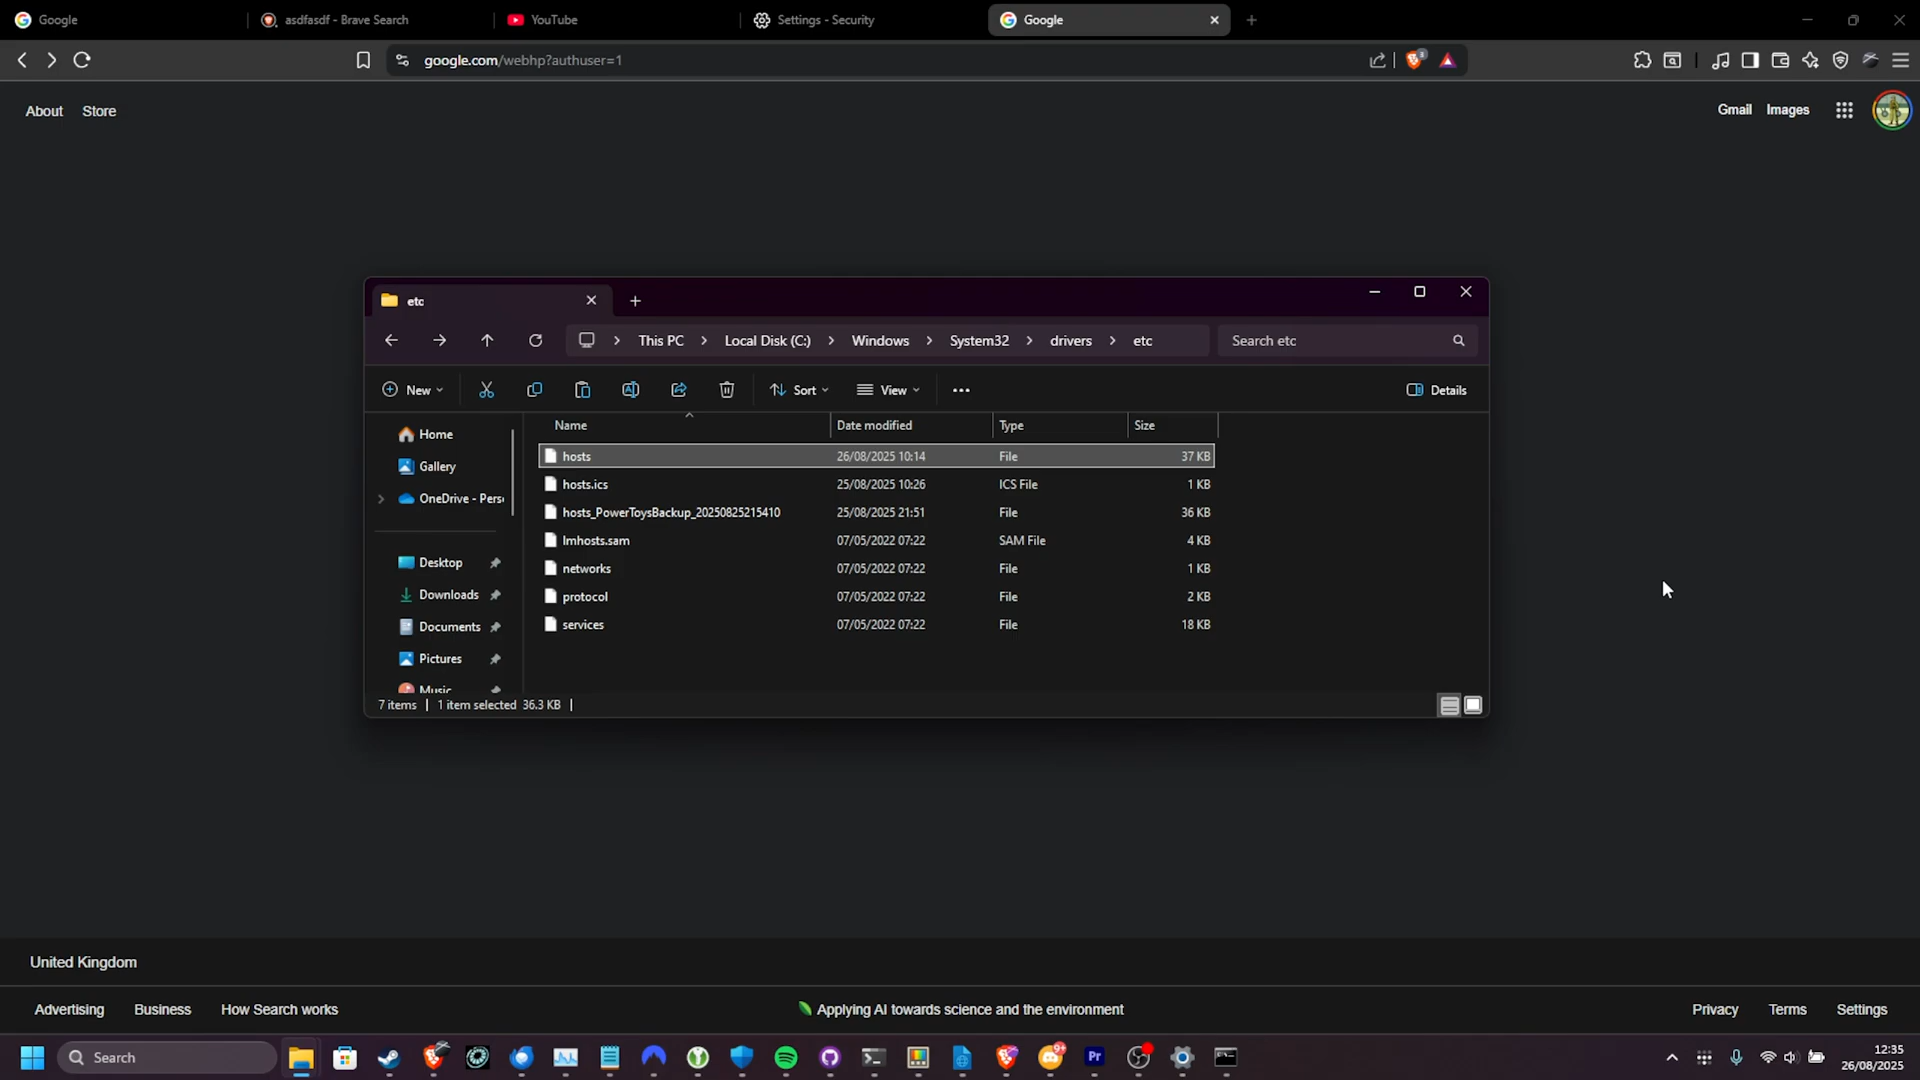 Google
asdfasdf - Brave Search
YouTube
Settings - Security
Google
google.com/webhp?authuser=1
About Store
Gmail Images
etc
This PC > Local Disk (C:) > Windows > System32 > drivers > etc
Search etc
New
Sort
View
Details
Home
Gallery
OneDrive - Perso
Desktop
Downloads
Documents
Pictures
Music
Name Date modified Type Size
hosts 26/08/2025 10:14 File 37 KB
hosts.ics 25/08/2025 10:26 ICS File 1 KB
hosts_PowerToysBackup_20250825215410 25/08/2025 21:51 File 36 KB
lmhosts.sam 07/05/2022 07:22 SAM File 4 KB
networks 07/05/2022 07:22 File 1 KB
protocol 07/05/2022 07:22 File 2 KB
services 07/05/2022 07:22 File 18 KB
7 items 1 item selected 36.3 KB
United Kingdom
Advertising Business How Search works
Applying AI towards science and the environment
Privacy Terms Settings
Search
9+
Pr
12:35
26/08/2025